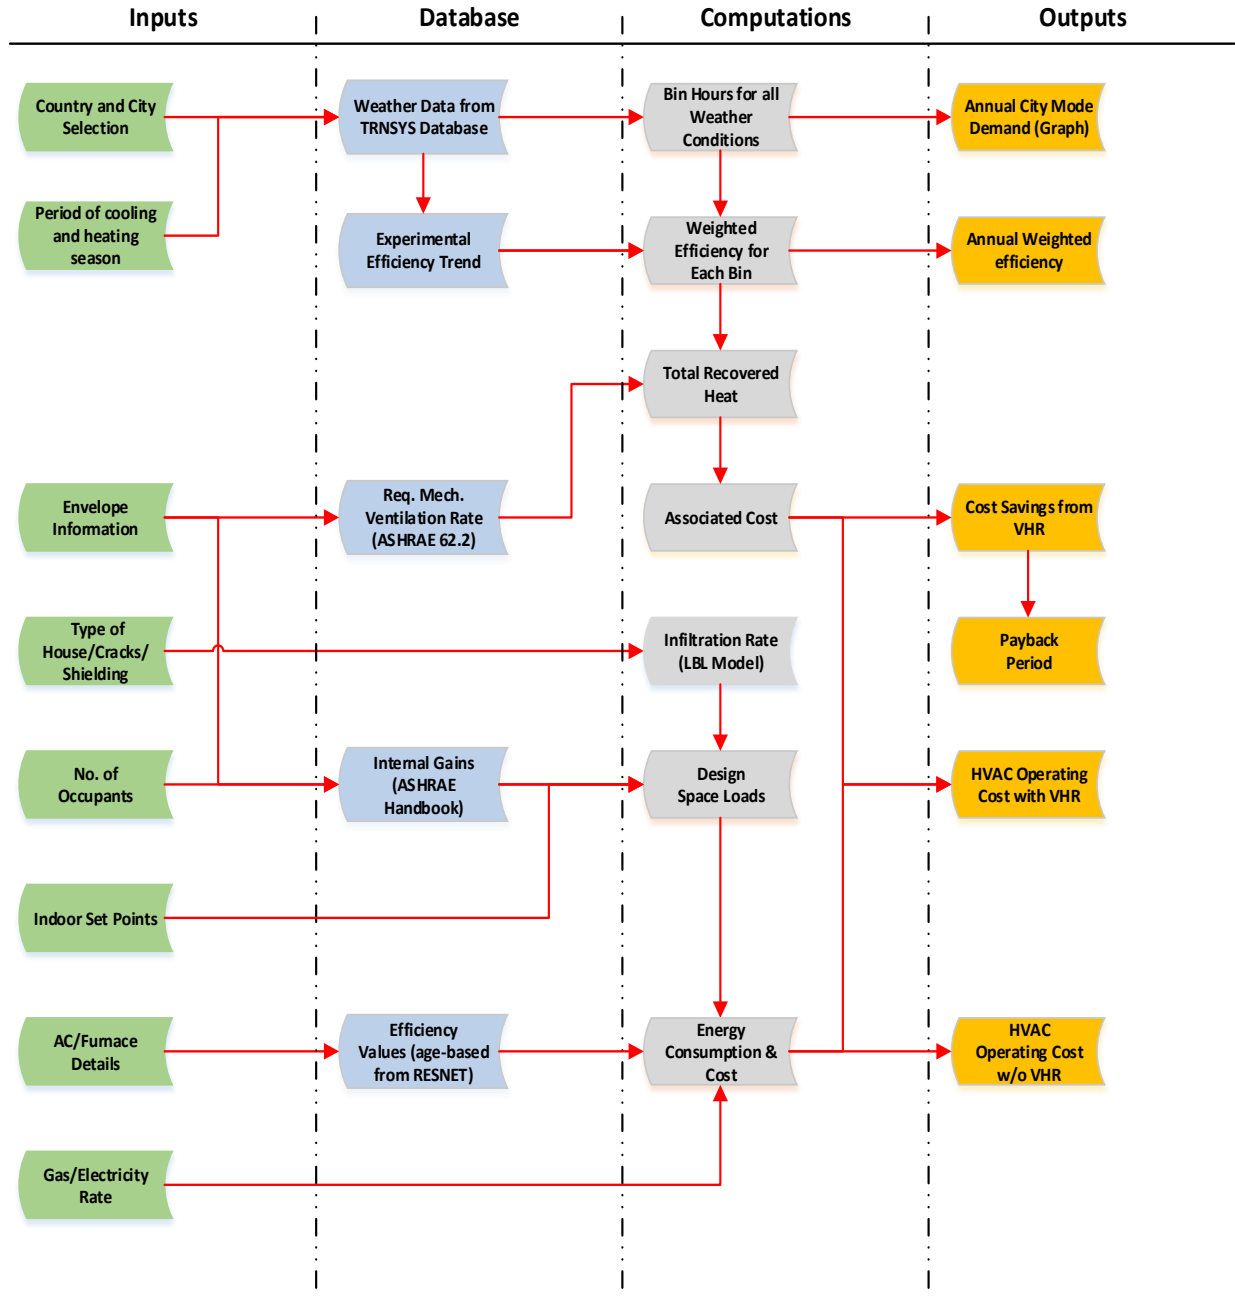 Inputs
Database
Computations
Outputs
Country and City
Selection
Weather Data from
TRNSYS Database
Bin Hours for all
Weather
Conditions
Annual City Mode
Demand (Graph)
Period of cooling
and heating
season
Experimental
Efficiency Trend
Weighted
Efficiency for
Each Bin
Annual Weighted
efficiency
Total Recovered
Heat
Envelope
Information
Req. Mech.
Ventilation Rate
(ASHRAE 62.2)
Associated Cost
Cost Savings from
VHR
Type of
House/Cracks/
Shielding
Infiltration Rate
(LBL Model)
Payback
Period
No. of
Occupants
Internal Gains
(ASHRAE
Handbook)
Design
Space Loads
HVAC Operating
Cost with VHR
Indoor Set Points
AC/Furnace
Details
Efficiency
Values (age-based
from RESNET)
Energy
Consumption &
Cost
HVAC
Operating Cost
w/o VHR
Gas/Electricity
Rate